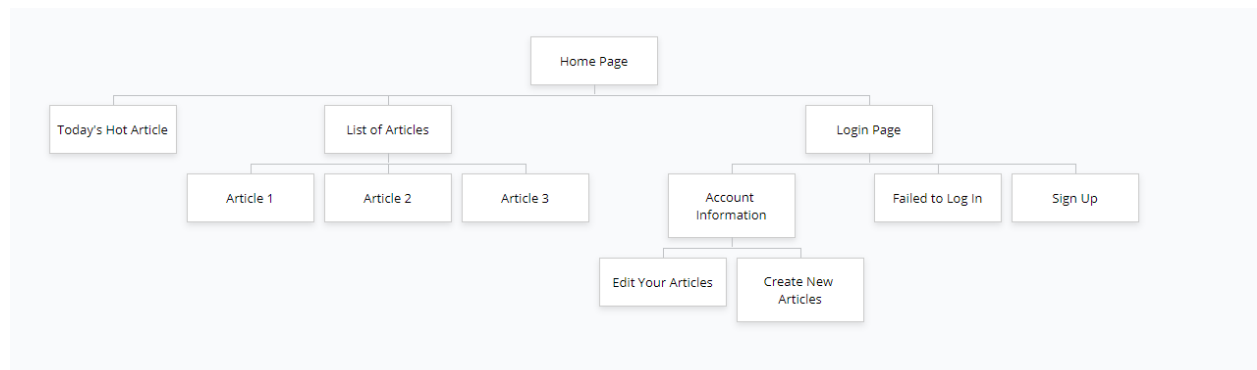 Home Page
Today's Hot Article
List of Articles
Login Page
Article 1
Article 2
Article 3
Account
Information
Failed to Log In
Sign Up
Edit Your Articles
Create New
Articles